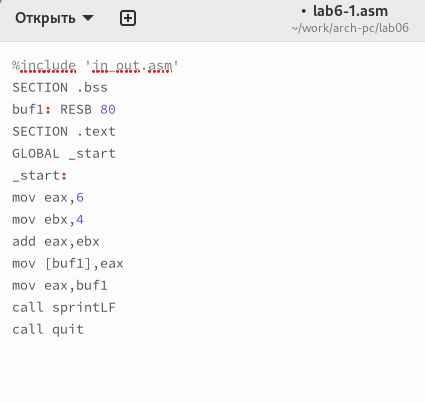 Открыть
• lab6-1.asm
~/work/arch-pc/lab06
%include 'in_out.asm'
SECTION .bss
buf1: RESB 80
SECTION .text
GLOBAL _start
_start:
mov eax,6
mov ebx,4
add eax,ebx
mov [buf1],eax
mov eax,buf1
call sprintLF
call quit